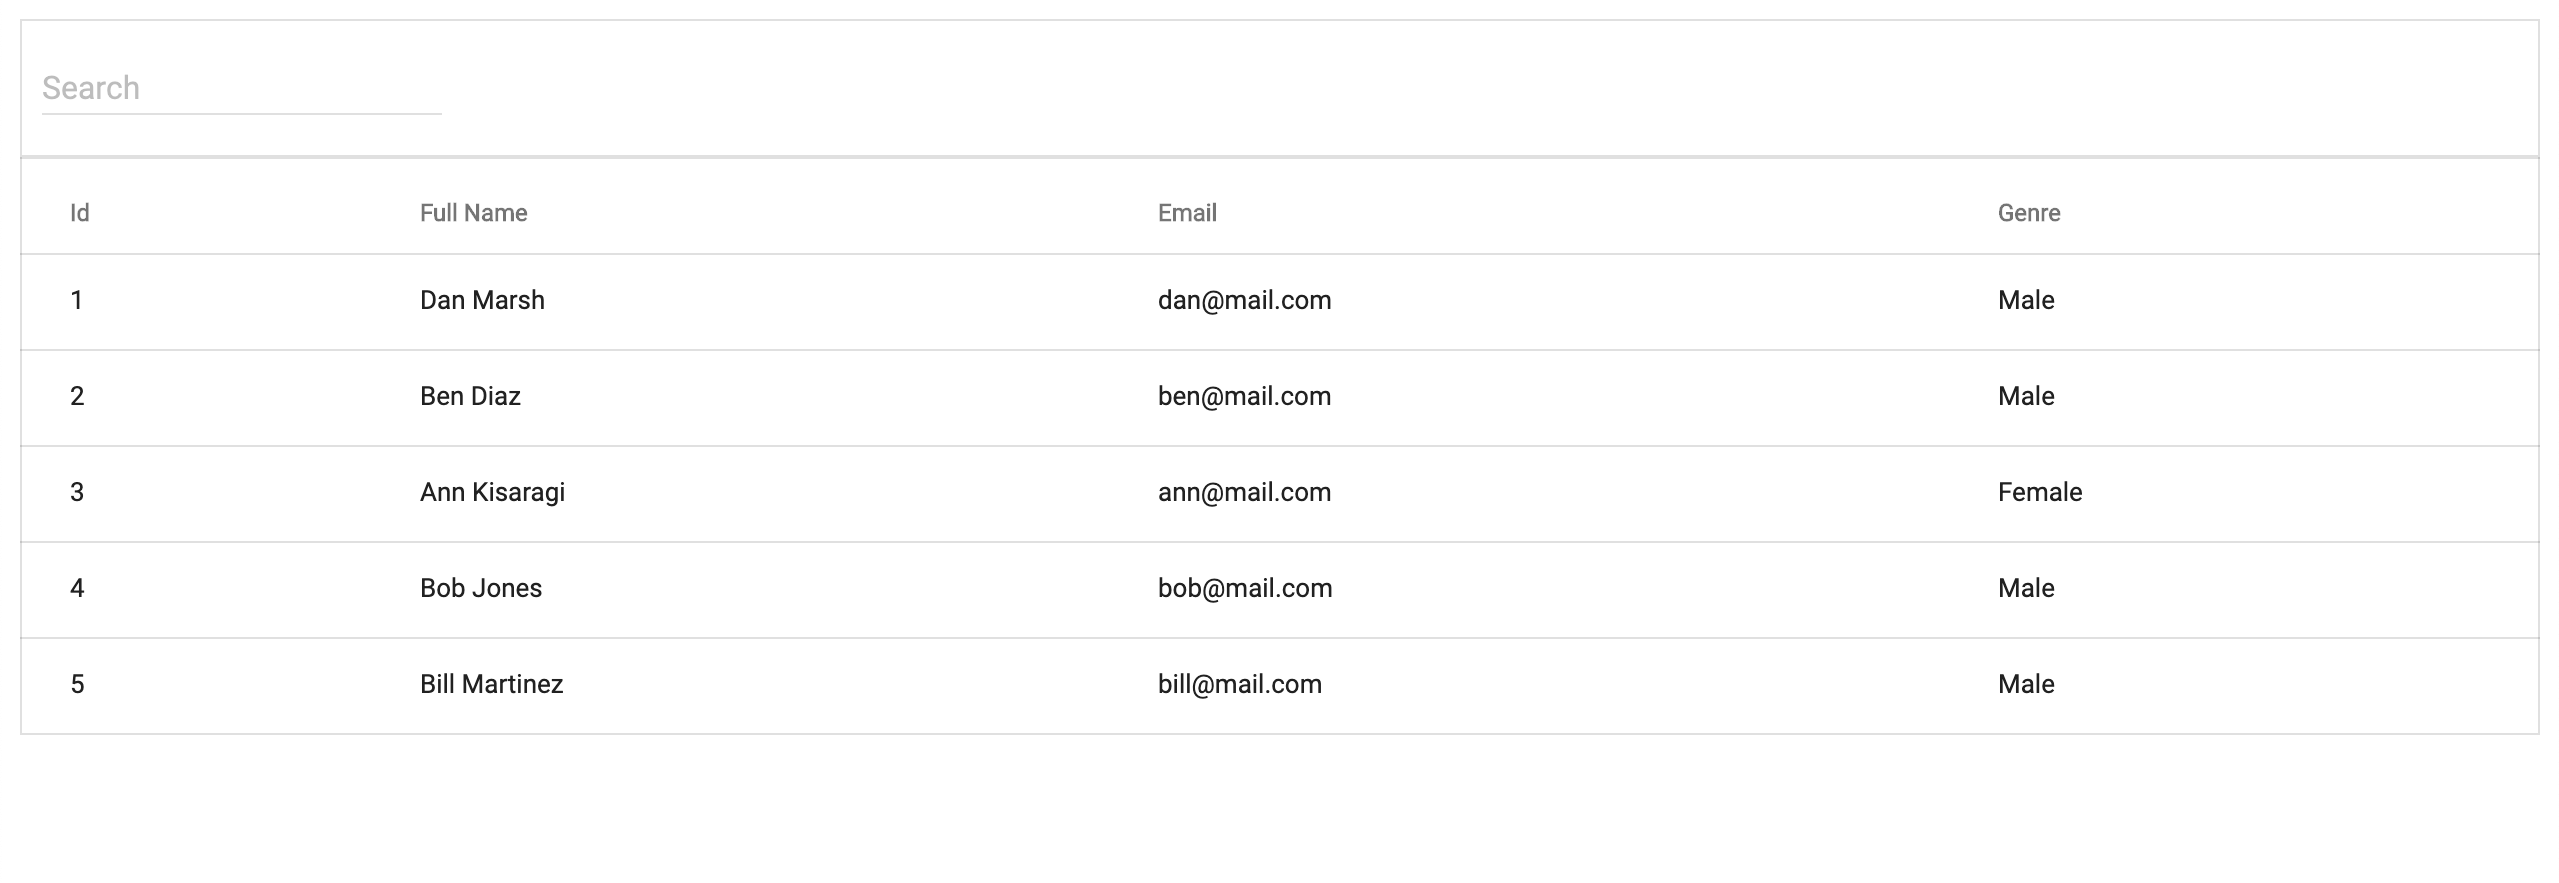 Search
Id Full Name Email Genre
1 Dan Marsh dan@mail.com Male
2 Ben Diaz ben@mail.com Male
3 Ann Kisaragi ann@mail.com Female
4 Bob Jones bob@mail.com Male
5 Bill Martinez bill@mail.com Male